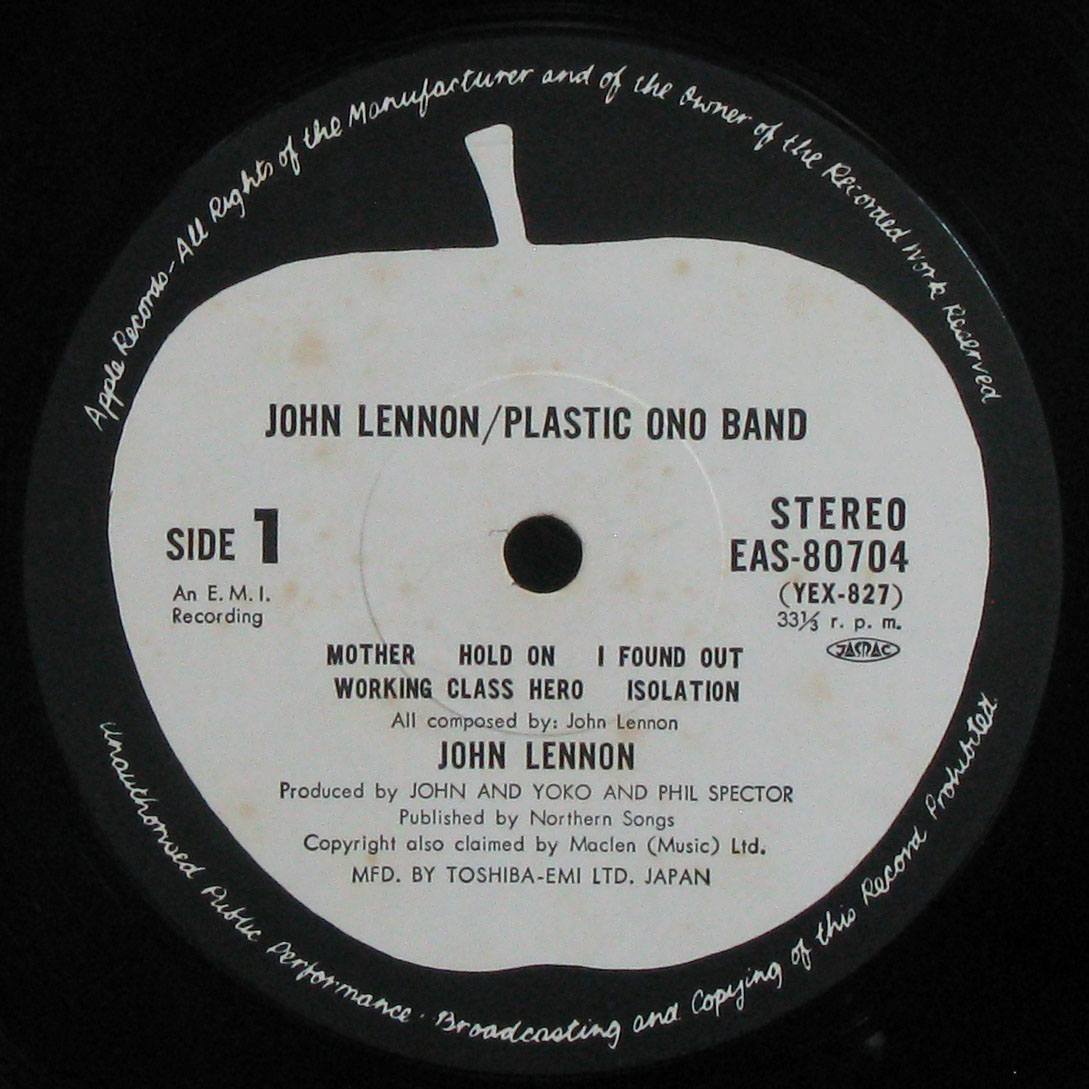 Apple Records - All Rights of the Manufacturer and of the Owner of the Recorded Work Reserved
JOHN LENNON/PLASTIC ONO BAND
SIDE 1
An E. M. I.
Recording
STEREO
EAS-80704
(YEX-827)
33⅓ r. p. m.
JASRAC
MOTHER HOLD ON I FOUND OUT
WORKING CLASS HERO ISOLATION
All composed by: John Lennon
JOHN LENNON
Produced by JOHN AND YOKO AND PHIL SPECTOR
Published by Northern Songs
Copyright also claimed by Maclen (Music) Ltd.
MFD. BY TOSHIBA-EMI LTD. JAPAN
Unauthorised Public Performance · Broadcasting and Copying of this Record Prohibited.